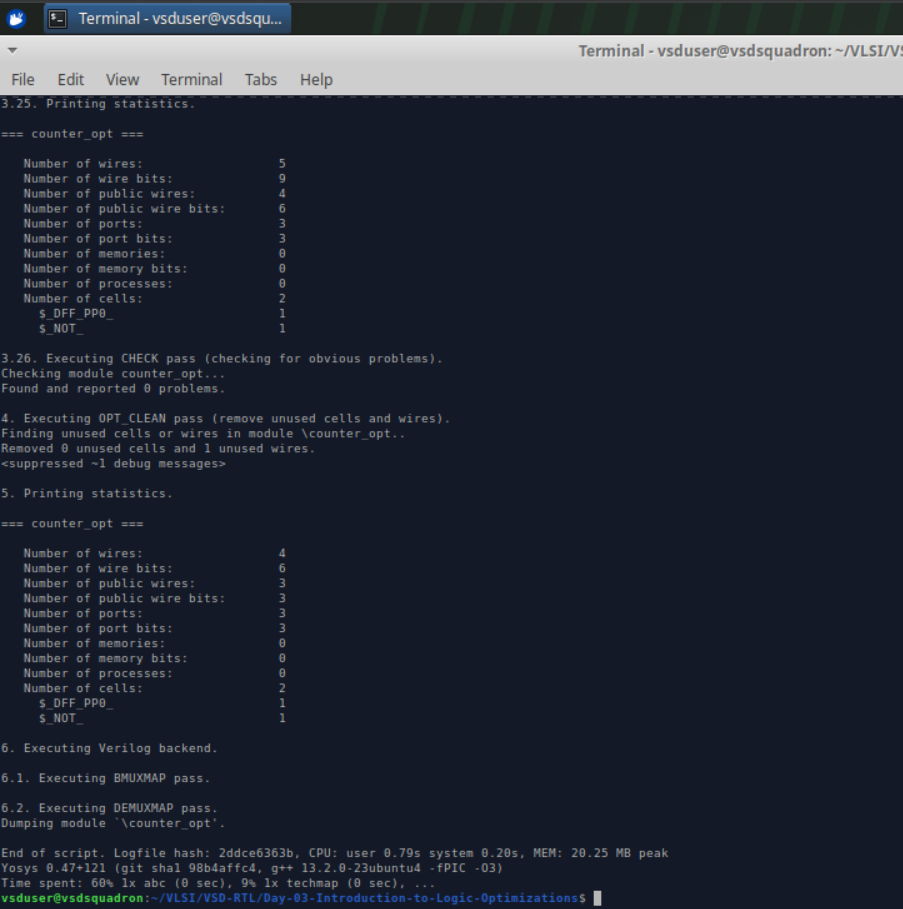 Terminal - vsduser@vsdsqu...
Terminal - vsduser@vsdsquadron: ~/VLSI/VS
File Edit View Terminal Tabs Help
3.25. Printing statistics.
=== counter_opt ===
Number of wires: 5
Number of wire bits: 9
Number of public wires: 4
Number of public wire bits: 6
Number of ports: 3
Number of port bits: 3
Number of memories: 0
Number of memory bits: 0
Number of processes: 0
Number of cells: 2
$_DFF_PP0_ 1
$_NOT_ 1
3.26. Executing CHECK pass (checking for obvious problems).
Checking module counter_opt...
Found and reported 0 problems.
4. Executing OPT_CLEAN pass (remove unused cells and wires).
Finding unused cells or wires in module \counter_opt..
Removed 0 unused cells and 1 unused wires.
<suppressed ~1 debug messages>
5. Printing statistics.
=== counter_opt ===
Number of wires: 4
Number of wire bits: 6
Number of public wires: 3
Number of public wire bits: 3
Number of ports: 3
Number of port bits: 3
Number of memories: 0
Number of memory bits: 0
Number of processes: 0
Number of cells: 2
$_DFF_PP0_ 1
$_NOT_ 1
6. Executing Verilog backend.
6.1. Executing BMUXMAP pass.
6.2. Executing DEMUXMAP pass.
Dumping module `\counter_opt'.
End of script. Logfile hash: 2ddce6363b, CPU: user 0.79s system 0.20s, MEM: 20.25 MB peak
Yosys 0.47+121 (git sha1 98b4affc4, g++ 13.2.0-23ubuntu4 -fPIC -O3)
Time spent: 60% 1x abc (0 sec), 9% 1x techmap (0 sec), ...
vsduser@vsdsquadron:~/VLSI/VSD-RTL/Day-03-Introduction-to-Logic-Optimizations$